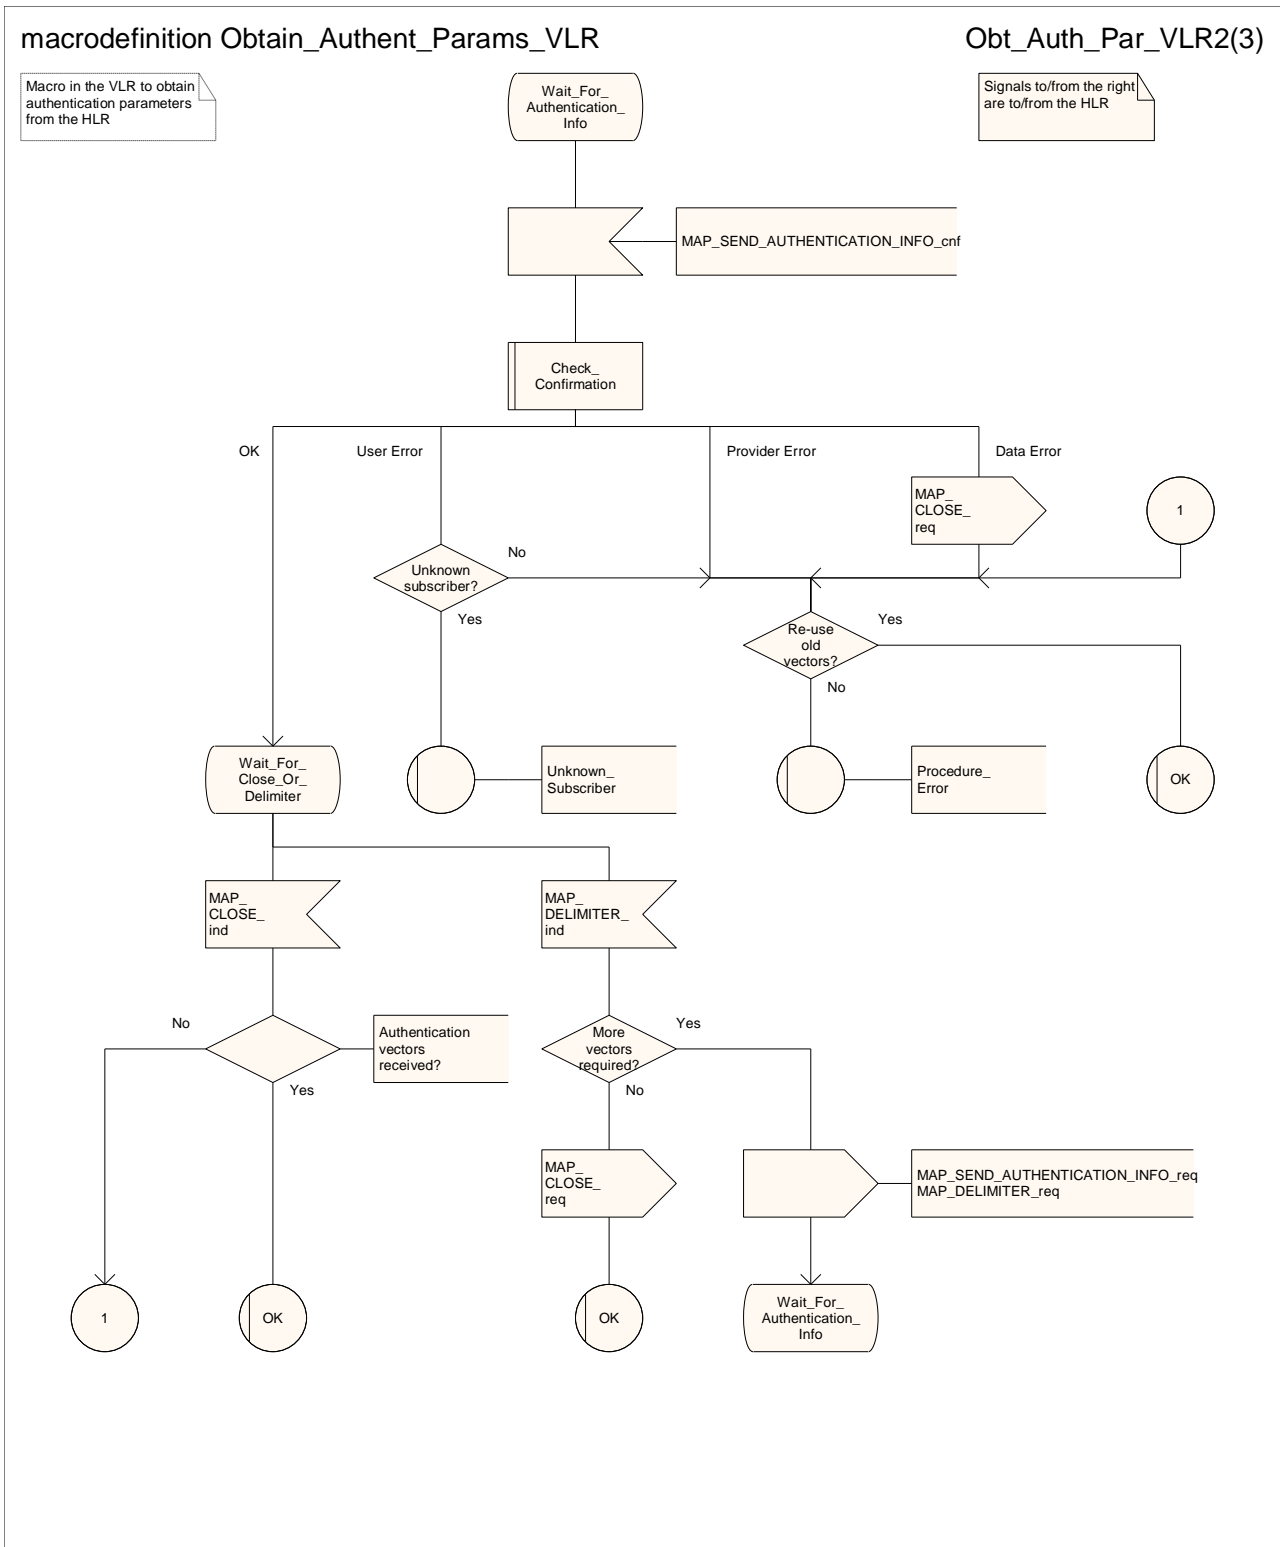 macrodefinition Obtain_Authent_Params_VLR
Obt_Auth_Par_VLR2(3)
Macro in the VLR to obtain
authentication parameters
from the HLR
Wait_For_
Authentication_
Info
Signals to/from the right
are to/from the HLR
MAP_SEND_AUTHENTICATION_INFO_cnf
Check_
Confirmation
OK
User Error
Provider Error
Data Error
MAP_
CLOSE_
req
1
No
Unknown
subscriber?
Yes
Re-use
old
vectors?
Yes
No
Wait_For_
Close_Or_
Delimiter
Unknown_
Subscriber
Procedure_
Error
OK
MAP_
CLOSE_
ind
MAP_
DELIMITER_
ind
No
Authentication
vectors
received?
Yes
More
vectors
required?
Yes
No
MAP_
CLOSE_
req
MAP_SEND_AUTHENTICATION_INFO_req
MAP_DELIMITER_req
1
OK
OK
Wait_For_
Authentication_
Info